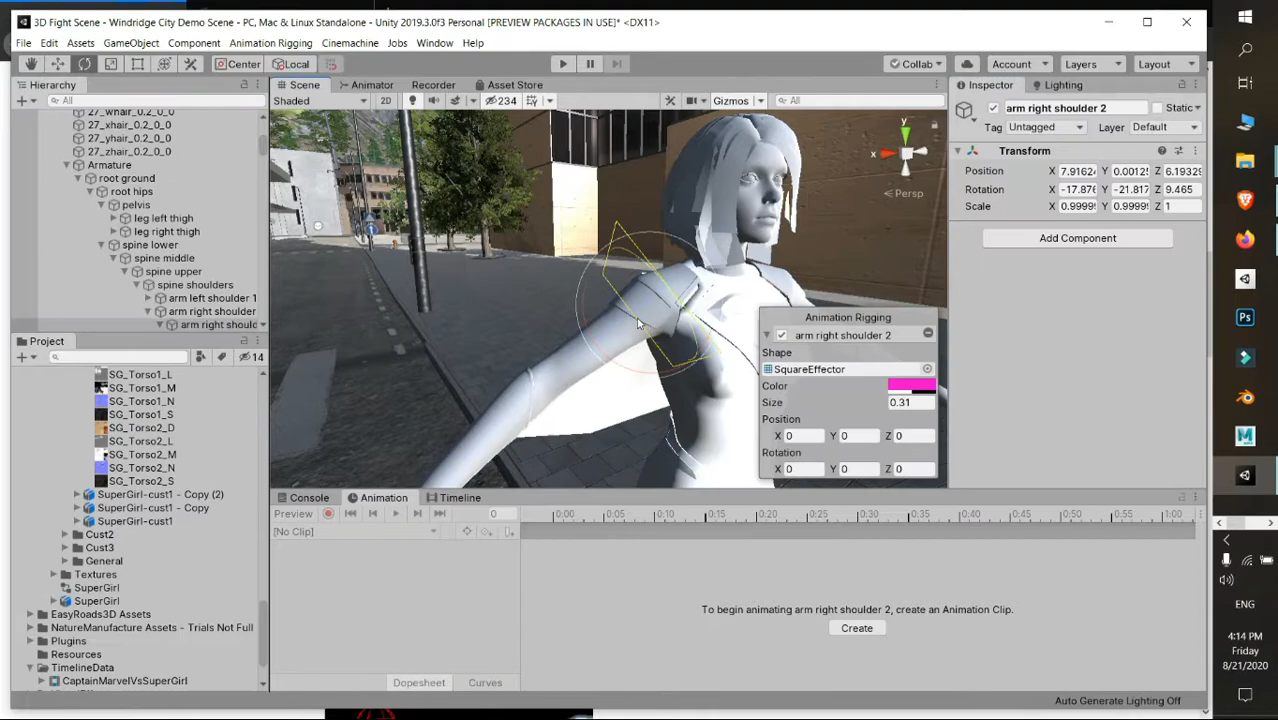 3D Fight Scene - Windridge City Demo Scene - PC, Mac & Linux Standalone - Unity 2019.3.0f3 Personal [PREVIEW PACKAGES IN USE]* <DX11>
File Edit Assets GameObject Component Animation Rigging Cinemachine Jobs Window Help
Center Local Collab Account Layers Layout
Hierarchy Scene Animator Recorder Asset Store Inspector Lighting
All Shaded 2D 234 Gizmos All arm right shoulder 2 Static
27_whair_0.2_0_0
27_xhair_0.2_0_0
27_yhair_0.2_0_0
27_zhair_0.2_0_0
Armature
root ground
root hips
pelvis
leg left thigh
leg right thigh
spine lower
spine middle
spine upper
spine shoulders
arm left shoulder 1
arm right should
y
x
Persp
Tag Untagged Layer Default
Transform
Position X 7.9162 Y 0.00125 Z 6.19329
Rotation X -17.876 Y -21.817 Z 9.465
Scale X 0.99999 Y 0.99999 Z 1
Add Component
Animation Rigging
arm right shoulder 2
Shape
SquareEffector
Color
Size 0.31
Position
X 0 Y 0 Z 0
Rotation
X 0 Y 0 Z 0
Project
14
SG_Torso1_L
SG_Torso1_M
SG_Torso1_N
SG_Torso1_S
SG_Torso2_D
SG_Torso2_L
SG_Torso2_M
SG_Torso2_N
SG_Torso2_S
SuperGirl-cust1 - Copy (2)
SuperGirl-cust1 - Copy
SuperGirl-cust1
Cust2
Cust3
General
Textures
SuperGirl
SuperGirl
EasyRoads3D Assets
NatureManufacture Assets - Trials Not Full
Plugins
Resources
TimelineData
CaptainMarvelVsSuperGirl
Console Animation Timeline
Preview 0 0:00 0:05 0:10 0:15 0:20 0:25 0:30 0:35 0:40 0:45 0:50 0:55 1:00
[No Clip]
To begin animating arm right shoulder 2, create an Animation Clip.
Create
Dopesheet Curves
Auto Generate Lighting Off
Ps
M
ENG
4:14 PM
Friday
8/21/2020